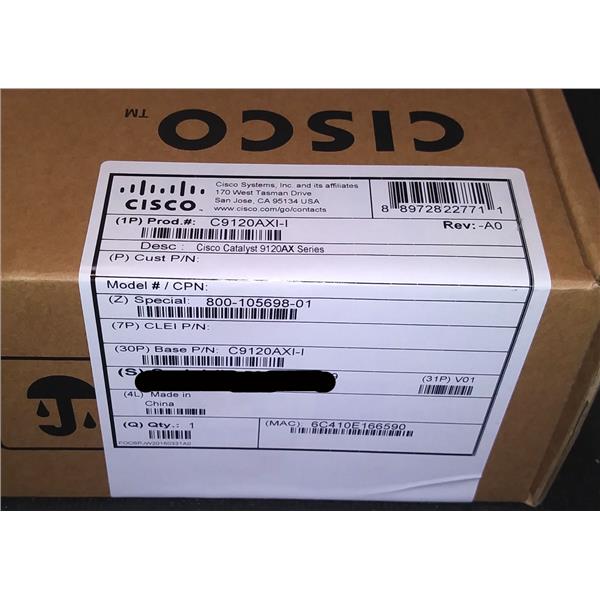 CISCO™
CISCO
Cisco Systems, Inc. and its affiliates
170 West Tasman Drive
San Jose, CA 95134 USA
www.cisco.com/go/contacts
8 89728 22771 1
(1P) Prod.#: C9120AXI-I
Rev: -A0
Desc : Cisco Catalyst 9120AX Series
(P) Cust P/N:
Model # / CPN:
(Z) Special: 800-105698-01
(7P) CLEI P/N:
(30P) Base P/N: C9120AXI-I
(31P) V01
(4L) Made in
China
(Q) Qty.: 1
(MAC) 6C410E166590